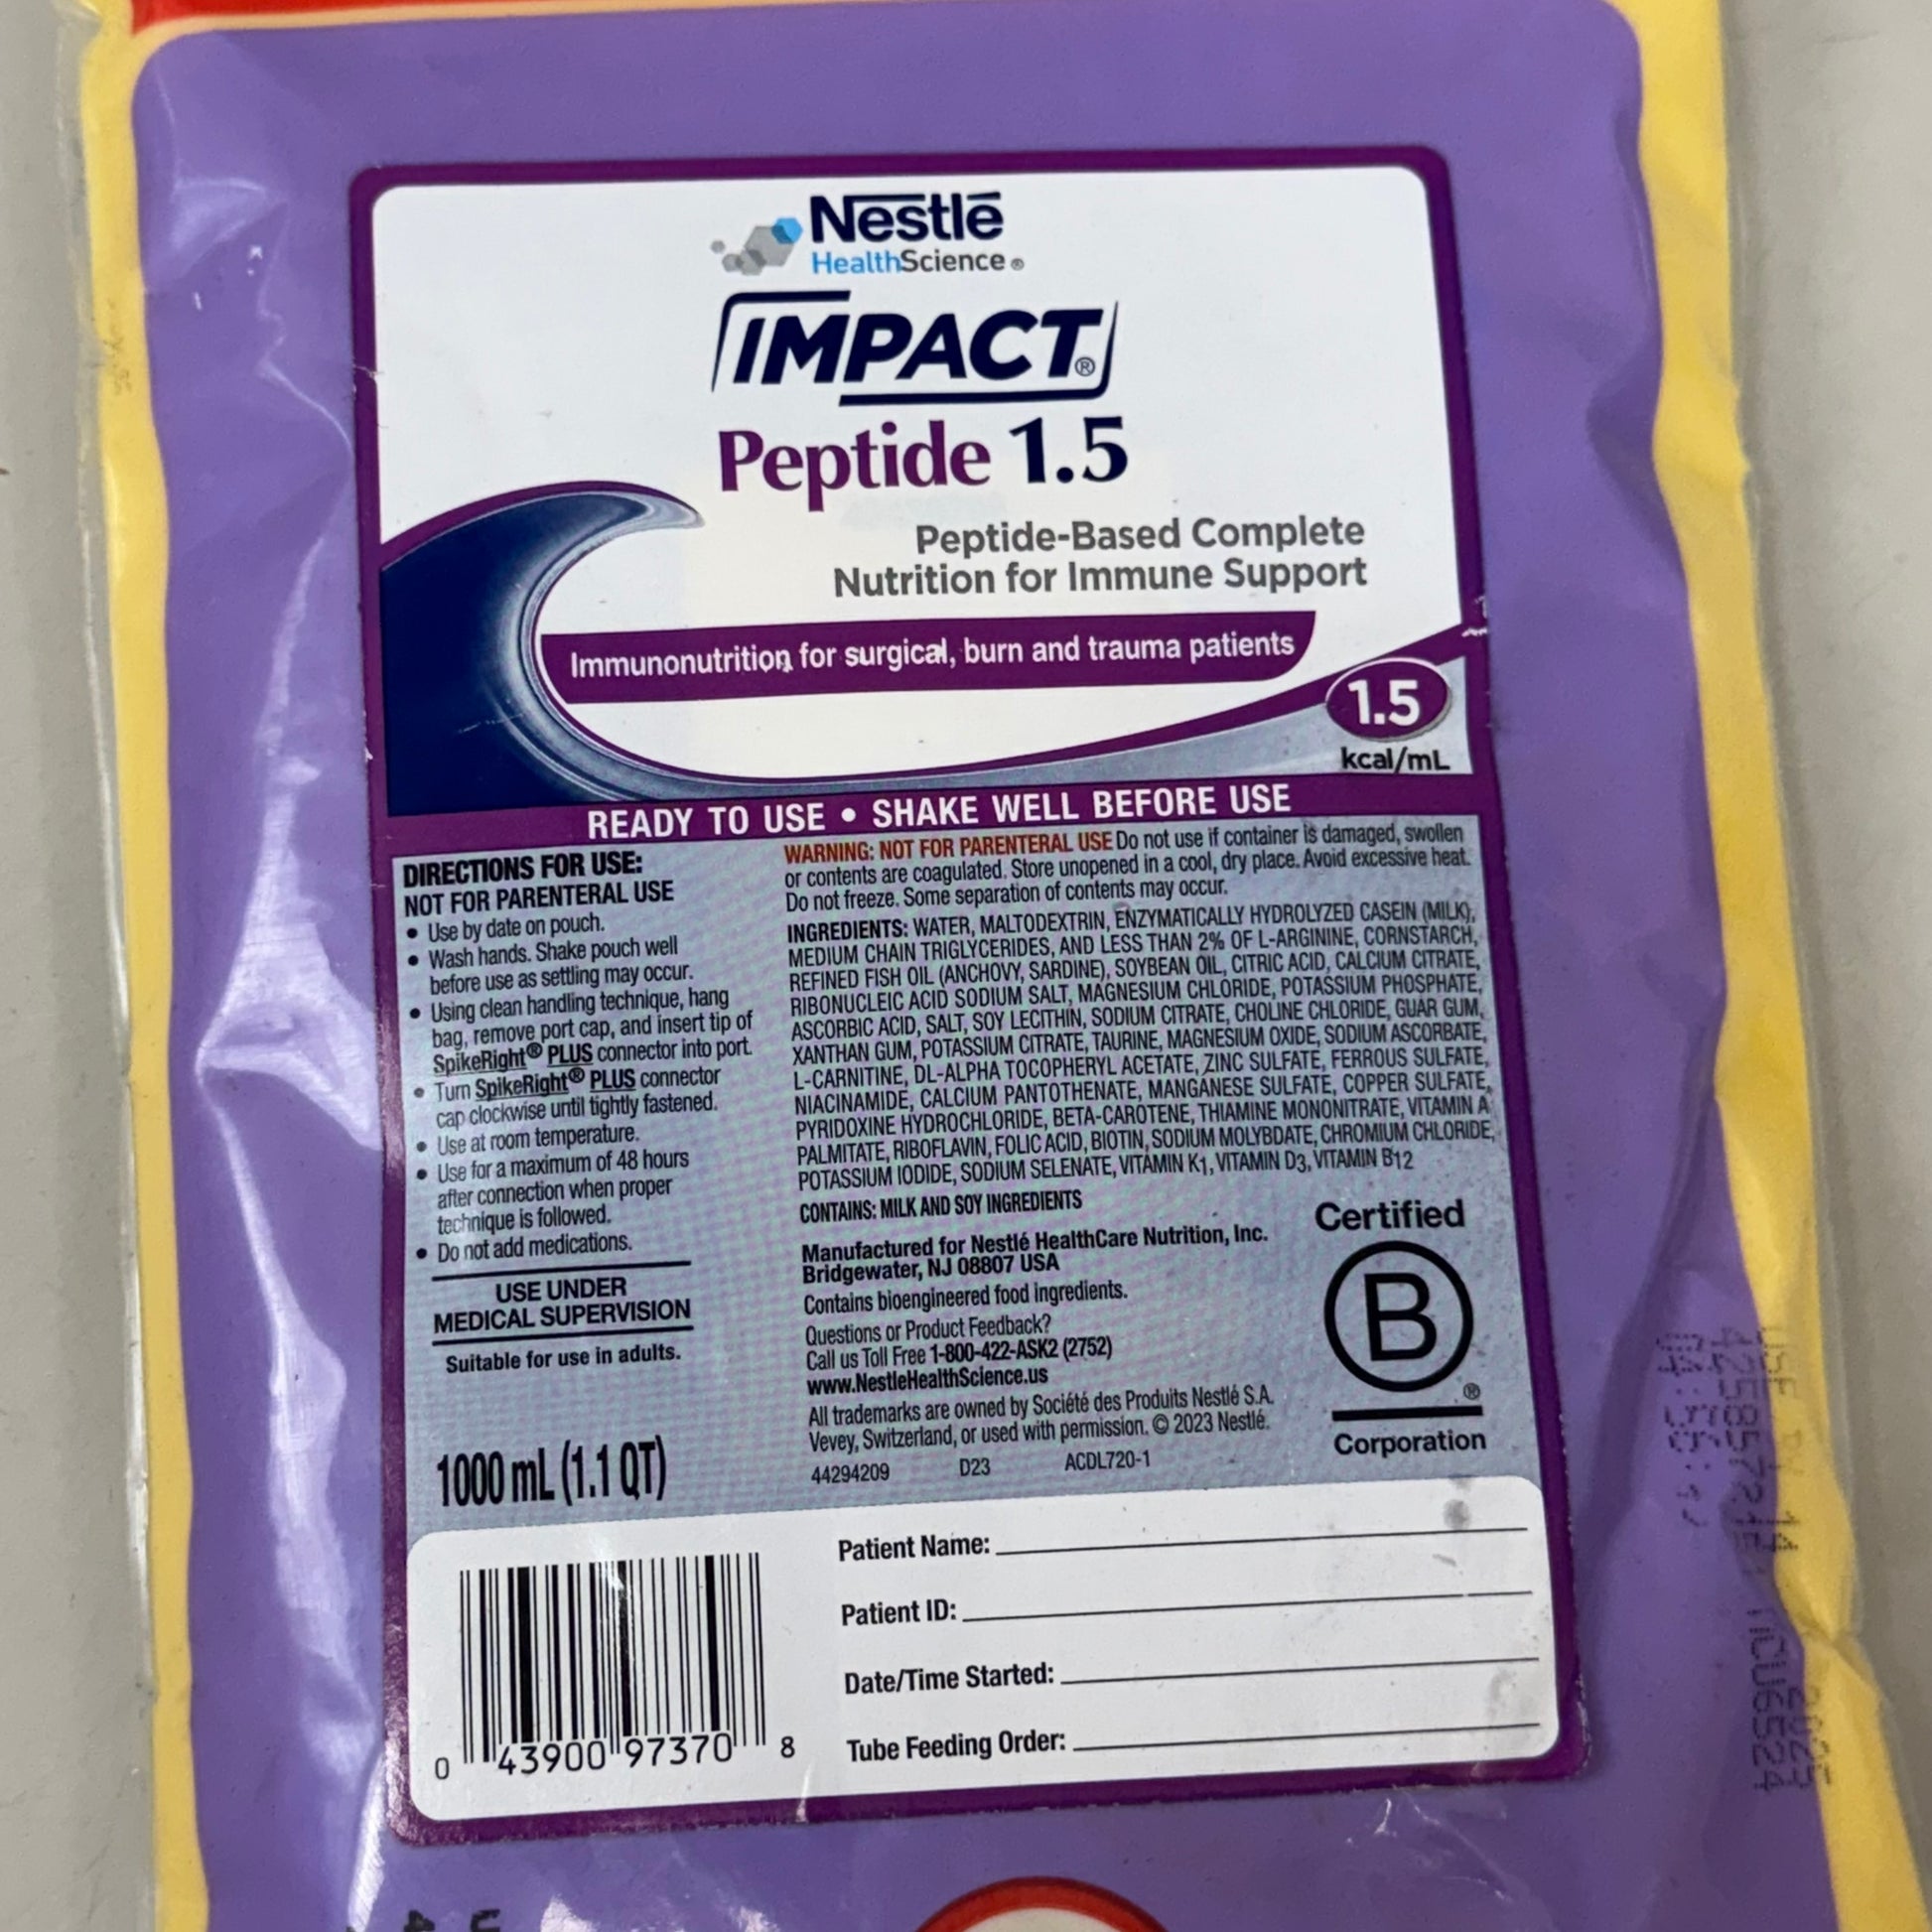 Nestlé
HealthScience®
IMPACT®
Peptide 1.5
Peptide-Based Complete
Nutrition for Immune Support
Immunonutrition for surgical, burn and trauma patients
1.5
kcal/mL
READY TO USE • SHAKE WELL BEFORE USE
DIRECTIONS FOR USE:
NOT FOR PARENTERAL USE
• Use by date on pouch.
• Wash hands. Shake pouch well
before use as settling may occur.
• Using clean handling technique, hang
bag, remove port cap, and insert tip of
SpikeRight® PLUS connector into port.
• Turn SpikeRight® PLUS connector
cap clockwise until tightly fastened.
• Use at room temperature.
• Use for a maximum of 48 hours
after connection when proper
technique is followed.
• Do not add medications.
USE UNDER
MEDICAL SUPERVISION
Suitable for use in adults.
1000 mL (1.1 QT)
WARNING: NOT FOR PARENTERAL USE Do not use if container is damaged, swollen
or contents are coagulated. Store unopened in a cool, dry place. Avoid excessive heat.
Do not freeze. Some separation of contents may occur.
INGREDIENTS: WATER, MALTODEXTRIN, ENZYMATICALLY HYDROLYZED CASEIN (MILK),
MEDIUM CHAIN TRIGLYCERIDES, AND LESS THAN 2% OF L-ARGININE, CORNSTARCH,
REFINED FISH OIL (ANCHOVY, SARDINE), SOYBEAN OIL, CITRIC ACID, CALCIUM CITRATE,
RIBONUCLEIC ACID SODIUM SALT, MAGNESIUM CHLORIDE, POTASSIUM PHOSPHATE,
ASCORBIC ACID, SALT, SOY LECITHIN, SODIUM CITRATE, CHOLINE CHLORIDE, GUAR GUM,
XANTHAN GUM, POTASSIUM CITRATE, TAURINE, MAGNESIUM OXIDE, SODIUM ASCORBATE,
L-CARNITINE, DL-ALPHA TOCOPHERYL ACETATE, ZINC SULFATE, FERROUS SULFATE,
NIACINAMIDE, CALCIUM PANTOTHENATE, MANGANESE SULFATE, COPPER SULFATE,
PYRIDOXINE HYDROCHLORIDE, BETA-CAROTENE, THIAMINE MONONITRATE, VITAMIN A
PALMITATE, RIBOFLAVIN, FOLIC ACID, BIOTIN, SODIUM MOLYBDATE, CHROMIUM CHLORIDE,
POTASSIUM IODIDE, SODIUM SELENATE, VITAMIN K1, VITAMIN D3, VITAMIN B12
CONTAINS: MILK AND SOY INGREDIENTS
Manufactured for Nestlé HealthCare Nutrition, Inc.
Bridgewater, NJ 08807 USA
Contains bioengineered food ingredients.
Questions or Product Feedback?
Call us Toll Free 1-800-422-ASK2 (2752)
www.NestleHealthScience.us
All trademarks are owned by Société des Produits Nestlé S.A.
Vevey, Switzerland, or used with permission. © 2023 Nestlé.
44294209 D23 ACDL720-1
Certified
B
®
Corporation
0 43900 97370 8
Patient Name:
Patient ID:
Date/Time Started:
Tube Feeding Order:
USE BY 14 2025